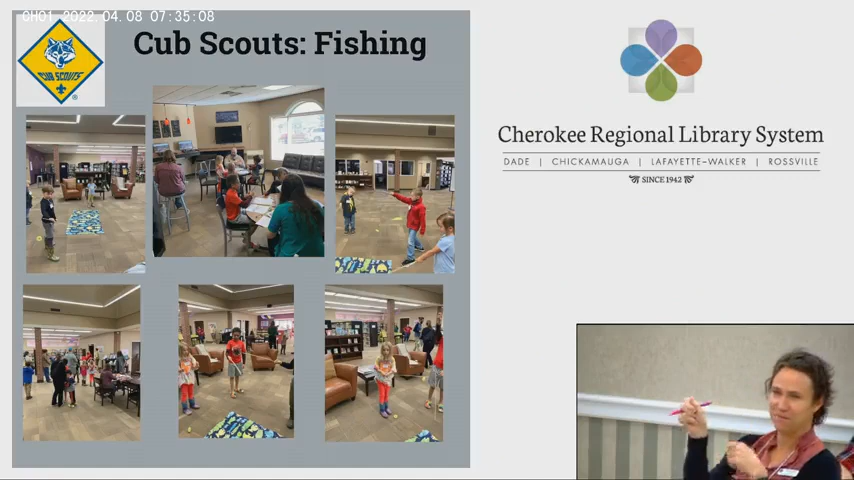 CH01 2022.04.08 07:35:08
Cub Scouts: Fishing
CUB SCOUTS
Cherokee Regional Library System
DADE | CHICKAMAUGA | LAFAYETTE-WALKER | ROSSVILLE
SINCE 1942